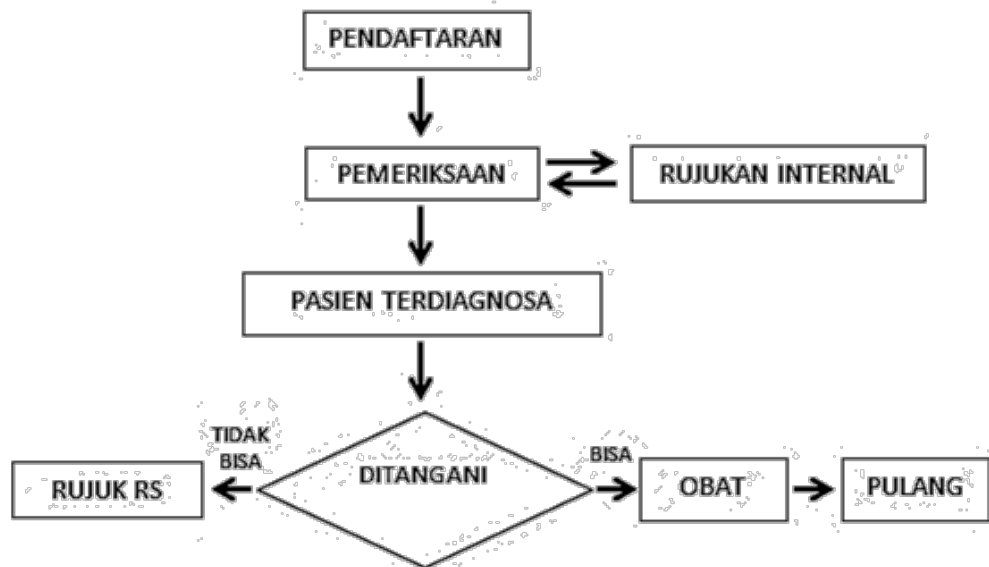 PENDAFTARAN
PEMERIKSAAN
RUJUKAN INTERNAL
PASIEN TERDIAGNOSA
TIDAK
BISA
DITANGANI
BISA
RUJUK RS
OBAT
PULANG